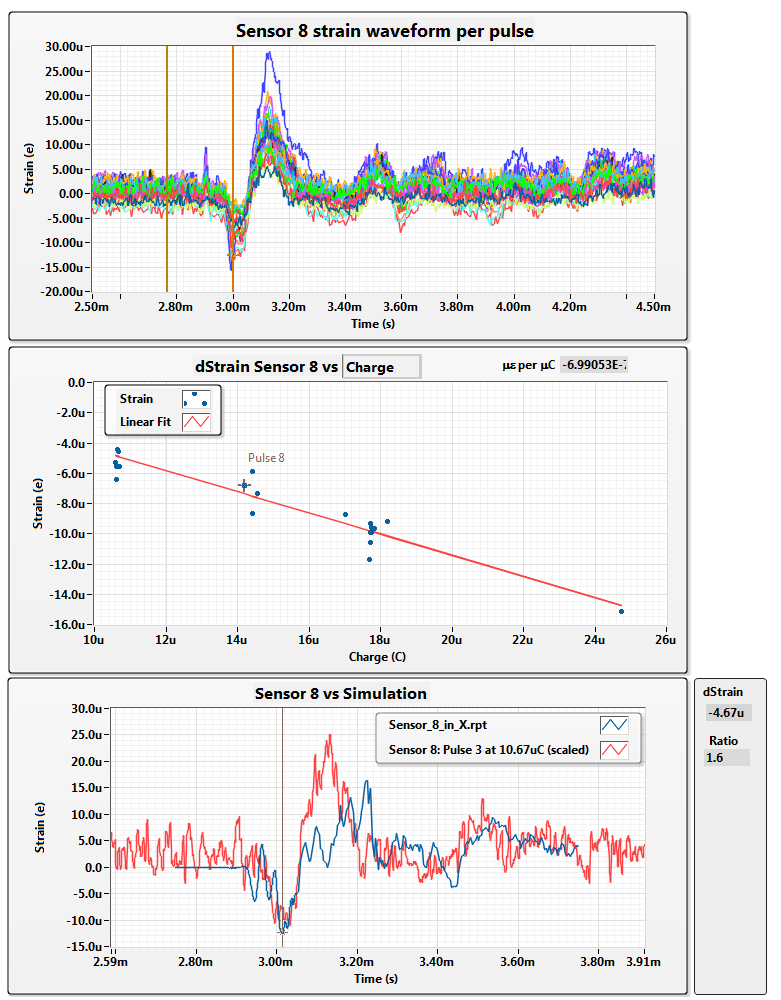 Sensor 8 strain waveform per pulse
30.00u
25.00u
20.00u
15.00u
10.00u
5.00u
0.00
-5.00u
-10.00u
-15.00u
-20.00u
Strain (e)
2.50m 2.80m 3.00m 3.20m 3.40m 3.60m 4.00m 4.20m 4.50m
Time (s)
dStrain Sensor 8 vs Charge
με per μC -6.99053E-
Strain
Linear Fit
Pulse 8
0.0
-2.0u
-4.0u
-6.0u
-8.0u
-10.0u
-12.0u
-14.0u
-16.0u
Strain (e)
10u 12u 14u 16u 18u 20u 22u 24u 26u
Charge (C)
Sensor 8 vs Simulation
Sensor_8_in_X.rpt
Sensor 8: Pulse 3 at 10.67uC (scaled)
30.0u
25.0u
20.0u
15.0u
10.0u
5.0u
0.0
-5.0u
-10.0u
-15.0u
Strain (e)
2.59m 2.80m 3.00m 3.20m 3.40m 3.60m 3.80m 3.91m
Time (s)
dStrain
-4.67u
Ratio
1.6